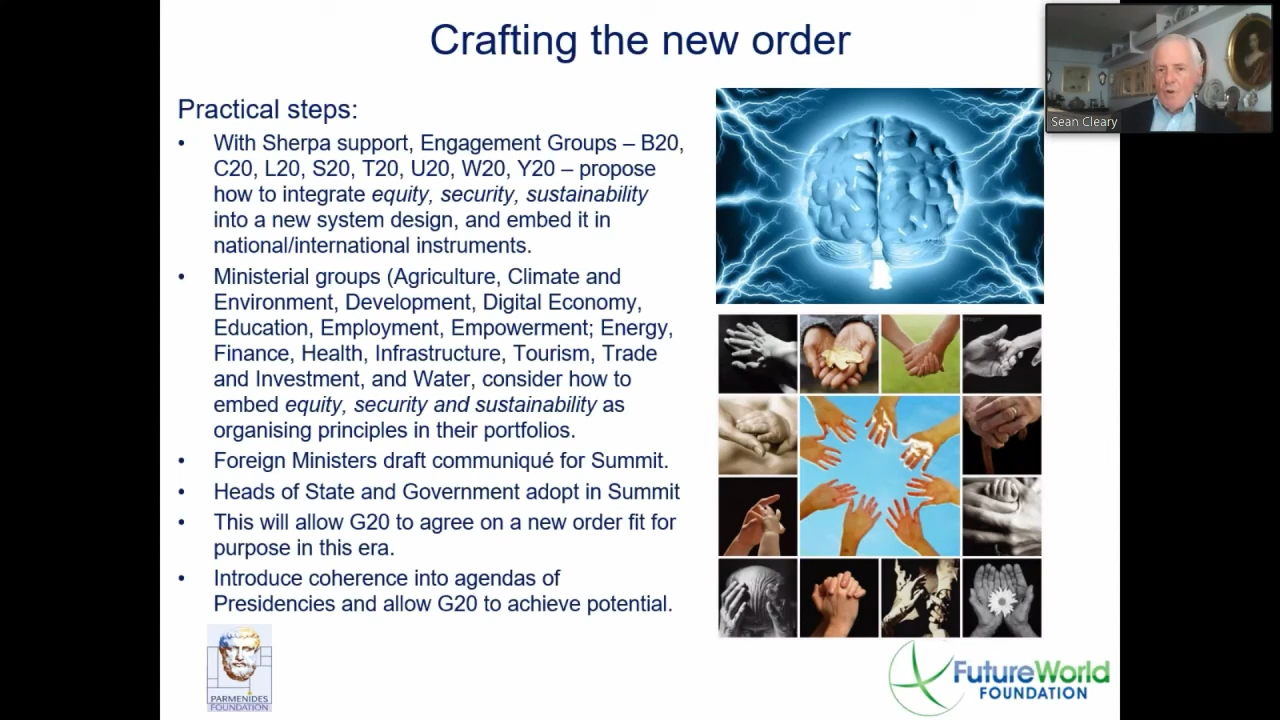 Crafting the new order
Sean Cleary
Practical steps:
• With Sherpa support, Engagement Groups – B20,
C20, L20, S20, T20, U20, W20, Y20 – propose
how to integrate equity, security, sustainability
into a new system design, and embed it in
national/international instruments.
• Ministerial groups (Agriculture, Climate and
Environment, Development, Digital Economy,
Education, Employment, Empowerment; Energy,
Finance, Health, Infrastructure, Tourism, Trade
and Investment, and Water, consider how to
embed equity, security and sustainability as
organising principles in their portfolios.
• Foreign Ministers draft communiqué for Summit.
• Heads of State and Government adopt in Summit
• This will allow G20 to agree on a new order fit for
purpose in this era.
• Introduce coherence into agendas of
Presidencies and allow G20 to achieve potential.
PARMENIDES
FOUNDATION
FutureWorld
FOUNDATION